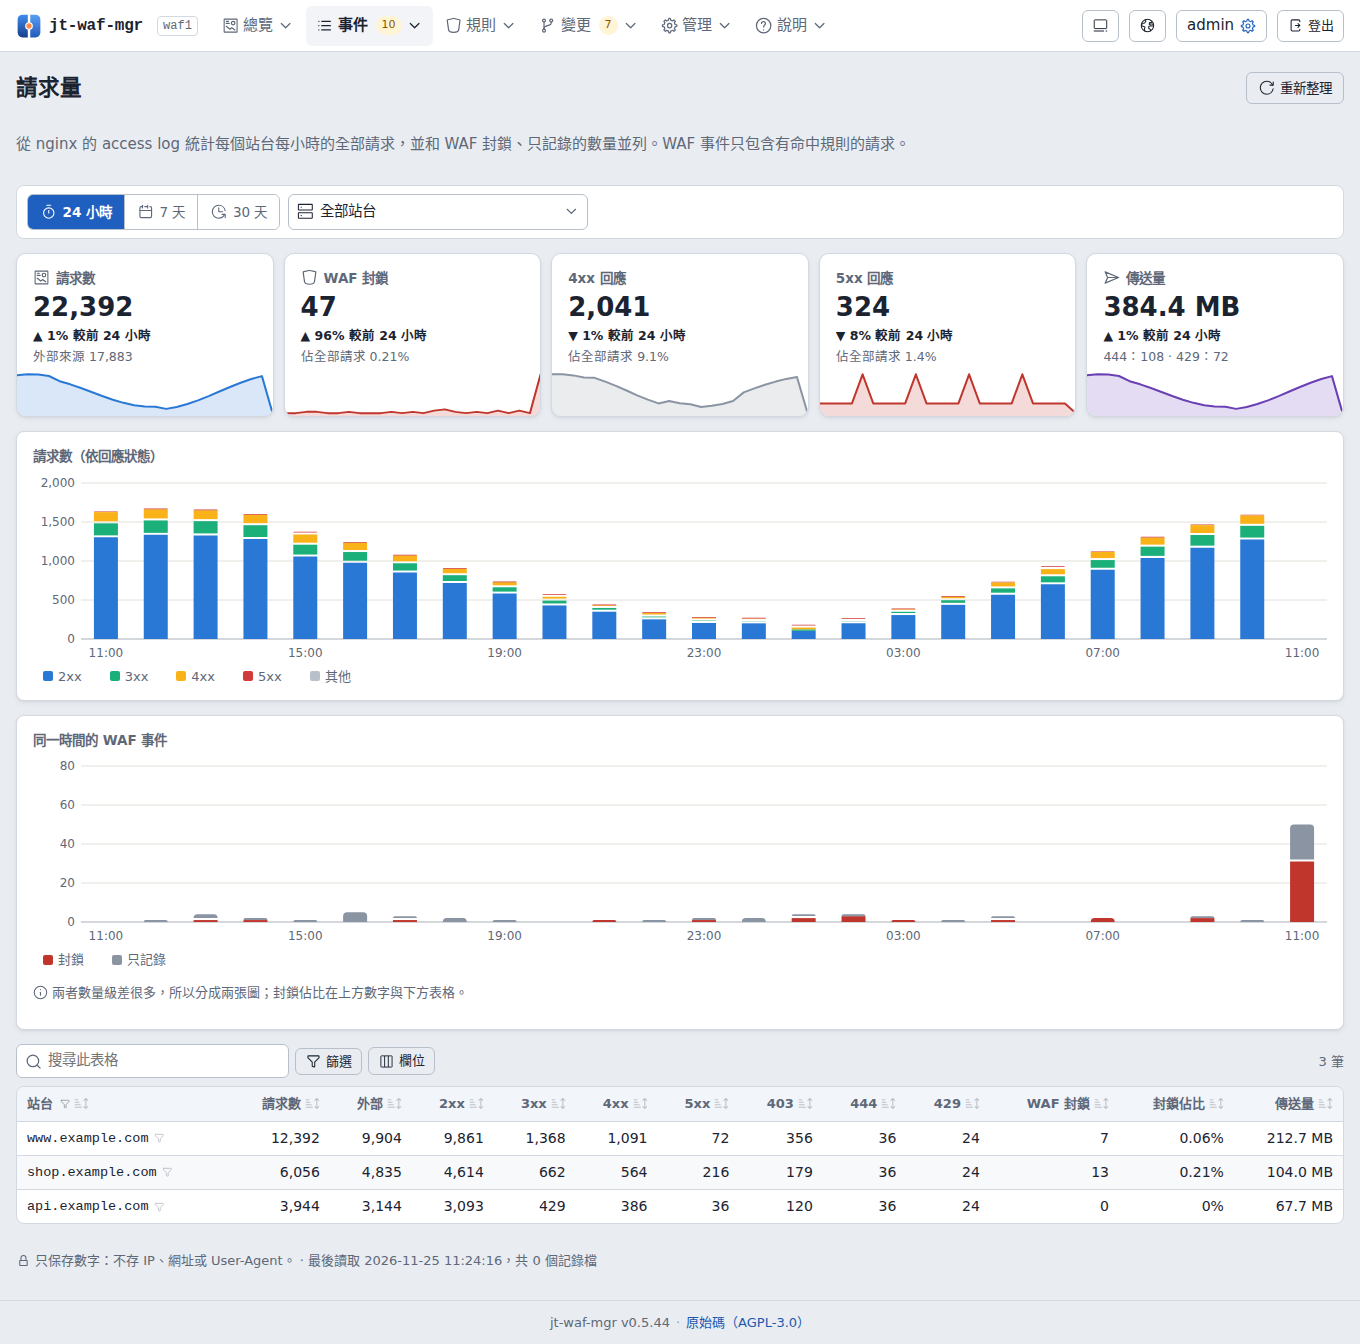 jt-waf-mgr waf1 總覽 事件 10 規則 變更 7 管理 說明 admin 登出
請求量 重新整理
從 nginx 的 access log 統計每個站台每小時的全部請求，並和 WAF 封鎖、只記錄的數量並列。WAF 事件只包含有命中規則的請求。
24 小時 7 天 30 天 全部站台
請求數 WAF 封鎖 4xx 回應 5xx 回應 傳送量
22,392 47 2,041 324 384.4 MB
▲ 1% 較前 24 小時 ▲ 96% 較前 24 小時 ▼ 1% 較前 24 小時 ▼ 8% 較前 24 小時 ▲ 1% 較前 24 小時
外部來源 17,883 佔全部請求 0.21% 佔全部請求 9.1% 佔全部請求 1.4% 444：108 · 429：72
請求數（依回應狀態）
2,000
1,500
1,000
500
0
11:00 15:00 19:00 23:00 03:00 07:00 11:00
2xx 3xx 4xx 5xx 其他
同一時間的 WAF 事件
80
60
40
20
0
11:00 15:00 19:00 23:00 03:00 07:00 11:00
封鎖 只記錄
兩者數量級差很多，所以分成兩張圖；封鎖佔比在上方數字與下方表格。
搜尋此表格 篩選 欄位 3 筆
站台 請求數 外部 2xx 3xx 4xx 5xx 403 444 429 WAF 封鎖 封鎖佔比 傳送量
www.example.com 12,392 9,904 9,861 1,368 1,091 72 356 36 24 7 0.06% 212.7 MB
shop.example.com 6,056 4,835 4,614 662 564 216 179 36 24 13 0.21% 104.0 MB
api.example.com 3,944 3,144 3,093 429 386 36 120 36 24 0 0% 67.7 MB
只保存數字：不存 IP、網址或 User-Agent。 · 最後讀取 2026-11-25 11:24:16，共 0 個記錄檔
jt-waf-mgr v0.5.44 · 原始碼（AGPL-3.0）